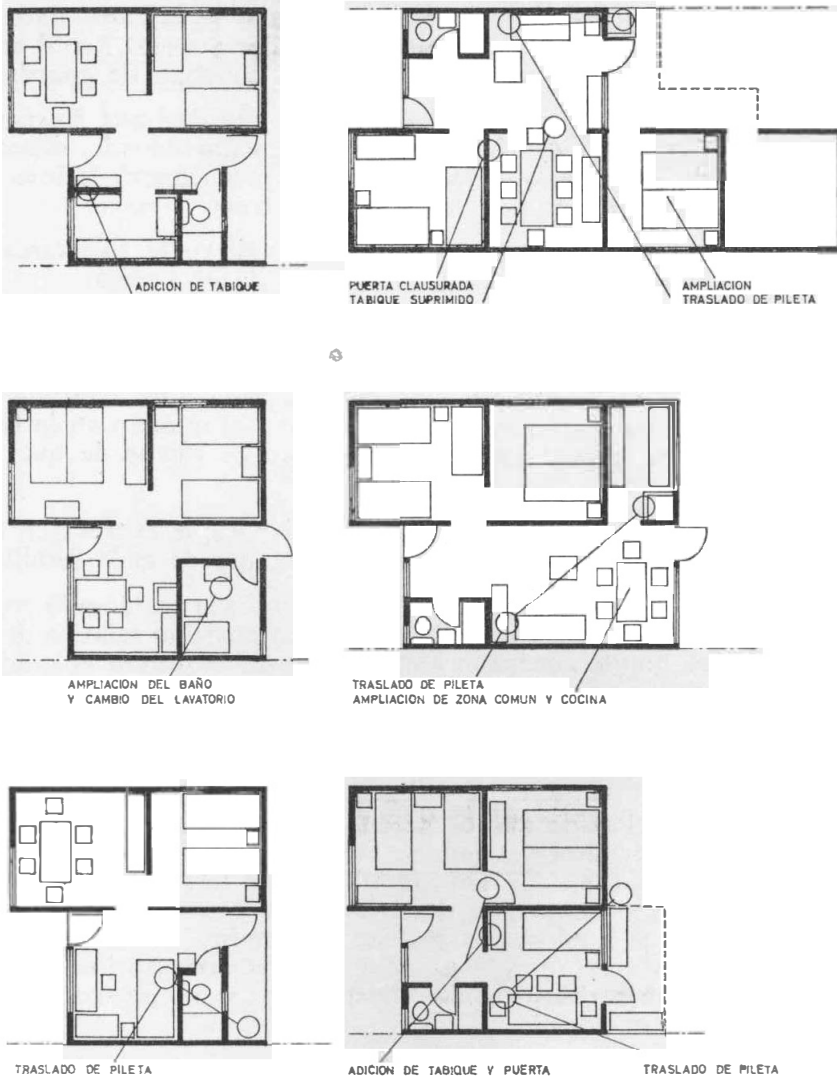 ADICION DE TABIQUE
PUERTA CLAUSURADA
TABIQUE SUPRIMIDO
AMPLIACION
TRASLADO DE PILETA
AMPLIACION DEL BAÑO
Y CAMBIO DEL LAVATORIO
TRASLADO DE PILETA
AMPLIACION DE ZONA COMUN Y COCINA
TRASLADO DE PILETA
ADICION DE TABIQUE Y PUERTA
TRASLADO DE PILETA